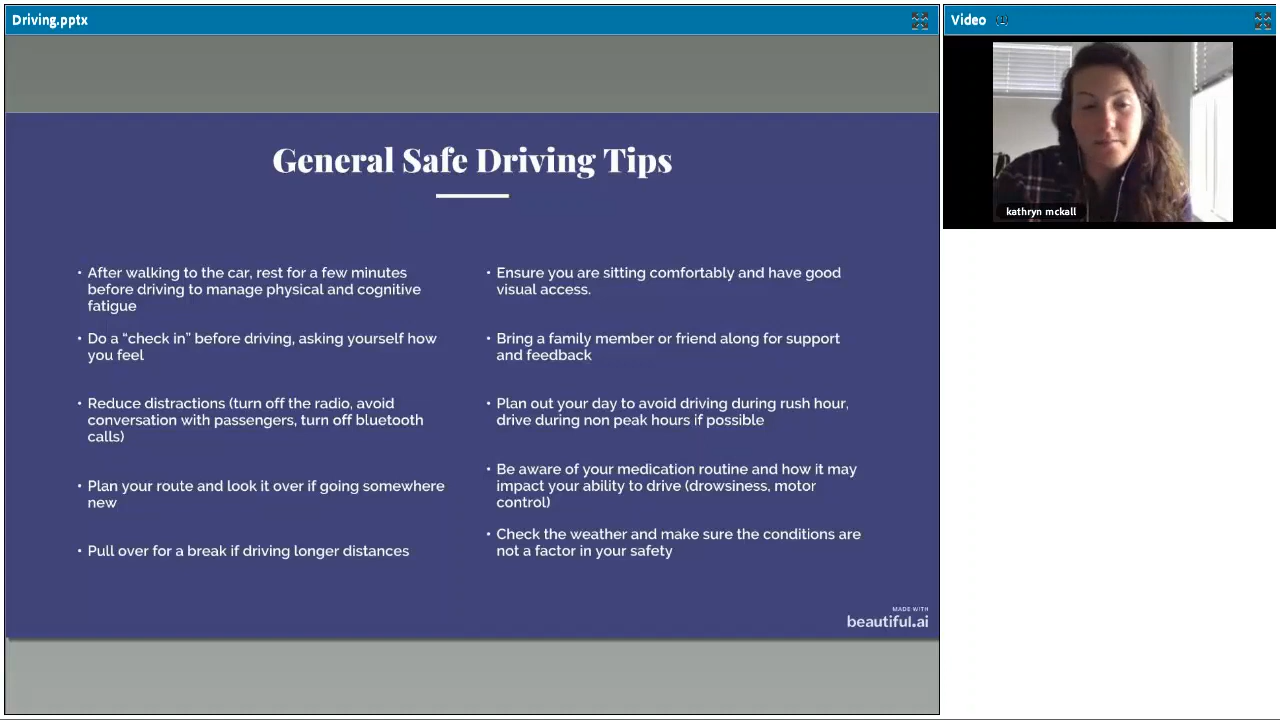 Driving.pptx
Video (1)
General Safe Driving Tips
• After walking to the car, rest for a few minutes
before driving to manage physical and cognitive
fatigue
• Do a “check in” before driving, asking yourself how
you feel
• Reduce distractions (turn off the radio, avoid
conversation with passengers, turn off bluetooth
calls)
• Plan your route and look it over if going somewhere
new
• Pull over for a break if driving longer distances
• Ensure you are sitting comfortably and have good
visual access.
• Bring a family member or friend along for support
and feedback
• Plan out your day to avoid driving during rush hour,
drive during non peak hours if possible
• Be aware of your medication routine and how it may
impact your ability to drive (drowsiness, motor
control)
• Check the weather and make sure the conditions are
not a factor in your safety
MADE WITH
beautiful.ai
kathryn mckall